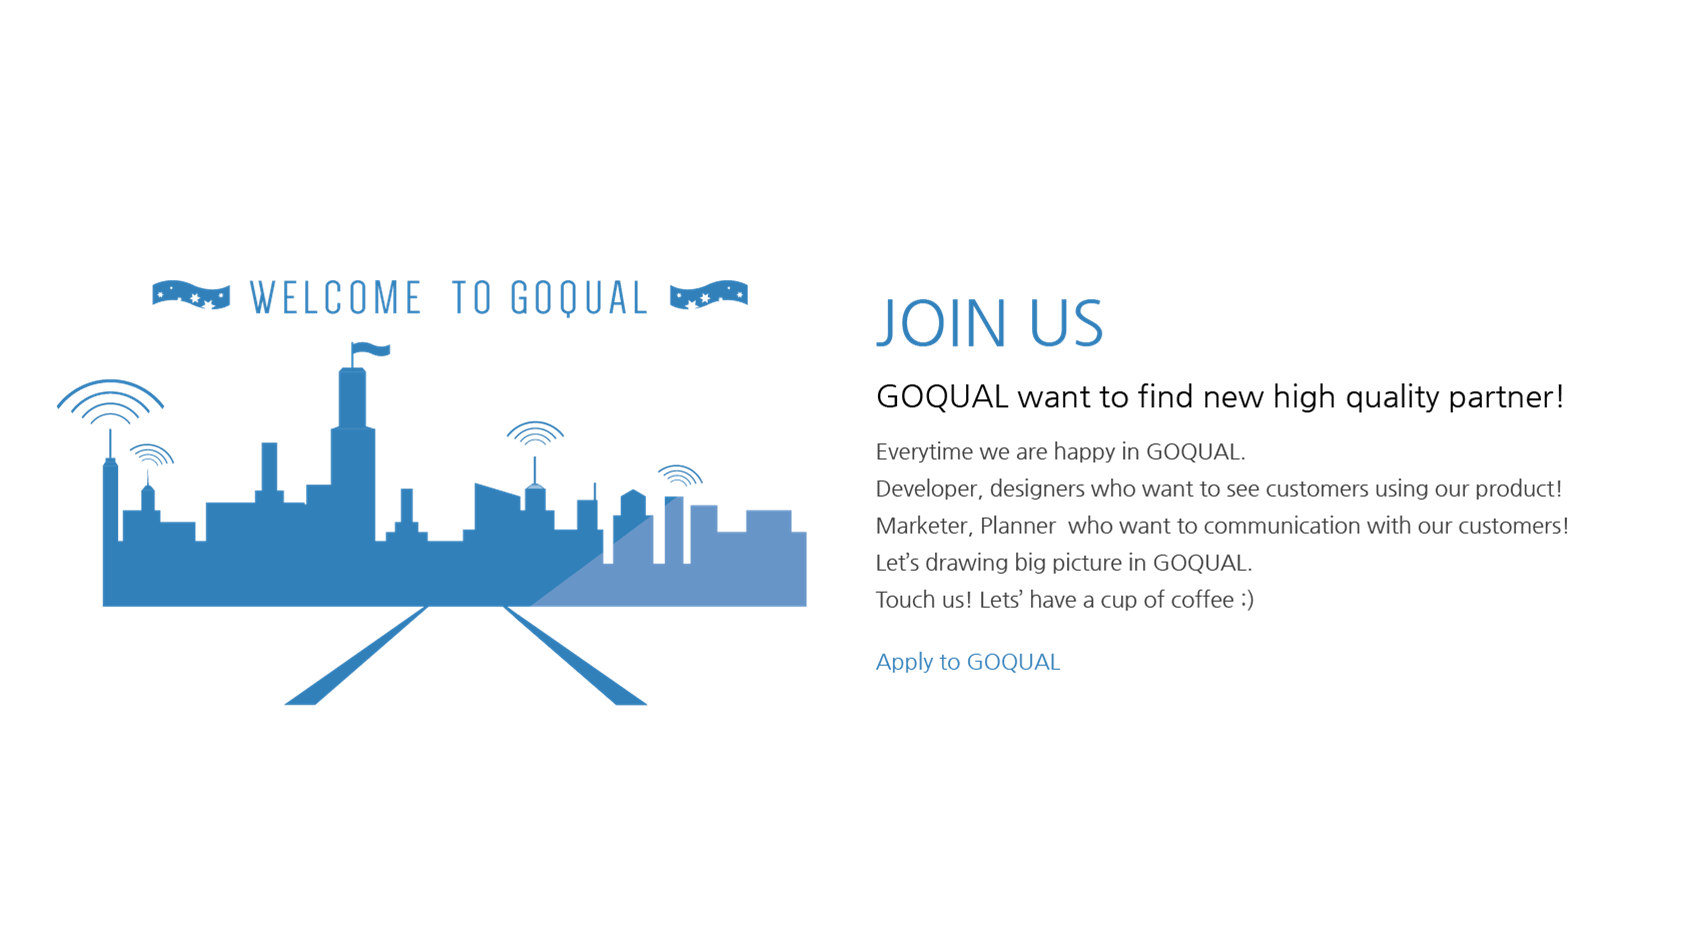 WELCOME TO GOQUAL
JOIN US
GOQUAL want to find new high quality partner!
Everytime we are happy in GOQUAL.
Developer, designers who want to see customers using our product!
Marketer, Planner  who want to communication with our customers!
Let’s drawing big picture in GOQUAL.
Touch us! Lets’ have a cup of coffee :)
Apply to GOQUAL